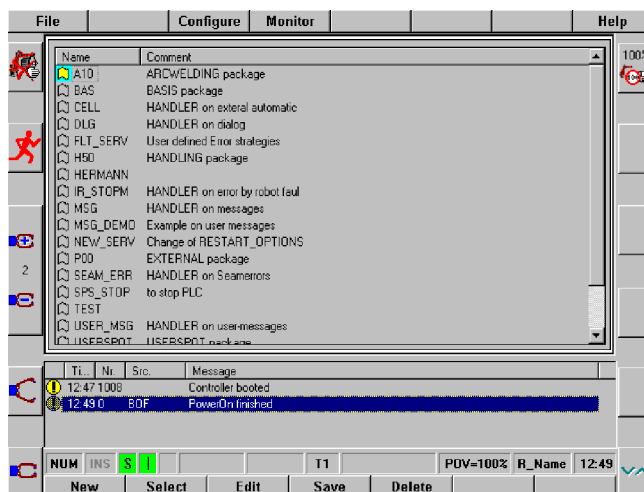 File Configure Monitor Help
Name Comment
100%
A10 ARCWELDING package
BAS BASIS package
CELL HANDLER on exteral automatic
DLG HANDLER on dialog
FLT_SERV User defined Error strategies
H50 HANDLING package
HERMANN
IR_STOPM HANDLER on error by robot faul
MSG HANDLER on messages
MSG_DEMO Example on user messages
NEW_SERV Change of RESTART_OPTIONS
P00 EXTERNAL package
2
SEAM_ERR HANDLER on Seamerrors
SPS_STOP to stop PLC
TEST
USER_MSG HANDLER on user-messages
USERSPOT USERSPOT package
Ti... Nr. Src. Message
12:47 1008 Controller booted
12:49 0 BOF PowerOn finished
NUM INS S I T1 POV=100% R_Name 12:49
New Select Edit Save Delete